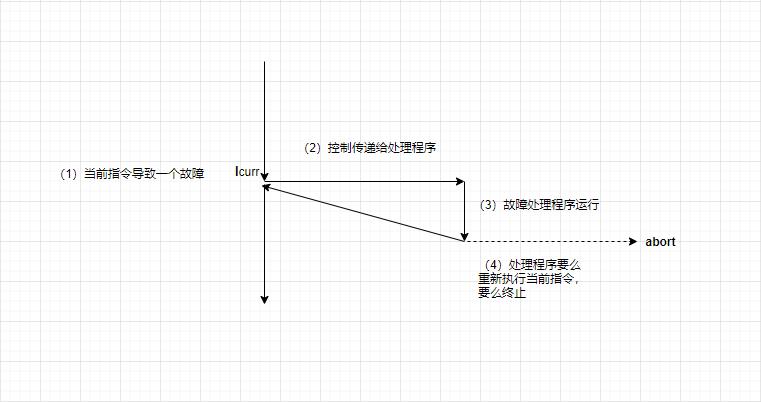 （2）控制传递给处理程序
（1）当前指令导致一个故障
Icurr
（3）故障处理程序运行
abort
（4）处理程序要么
重新执行当前指令，
要么终止